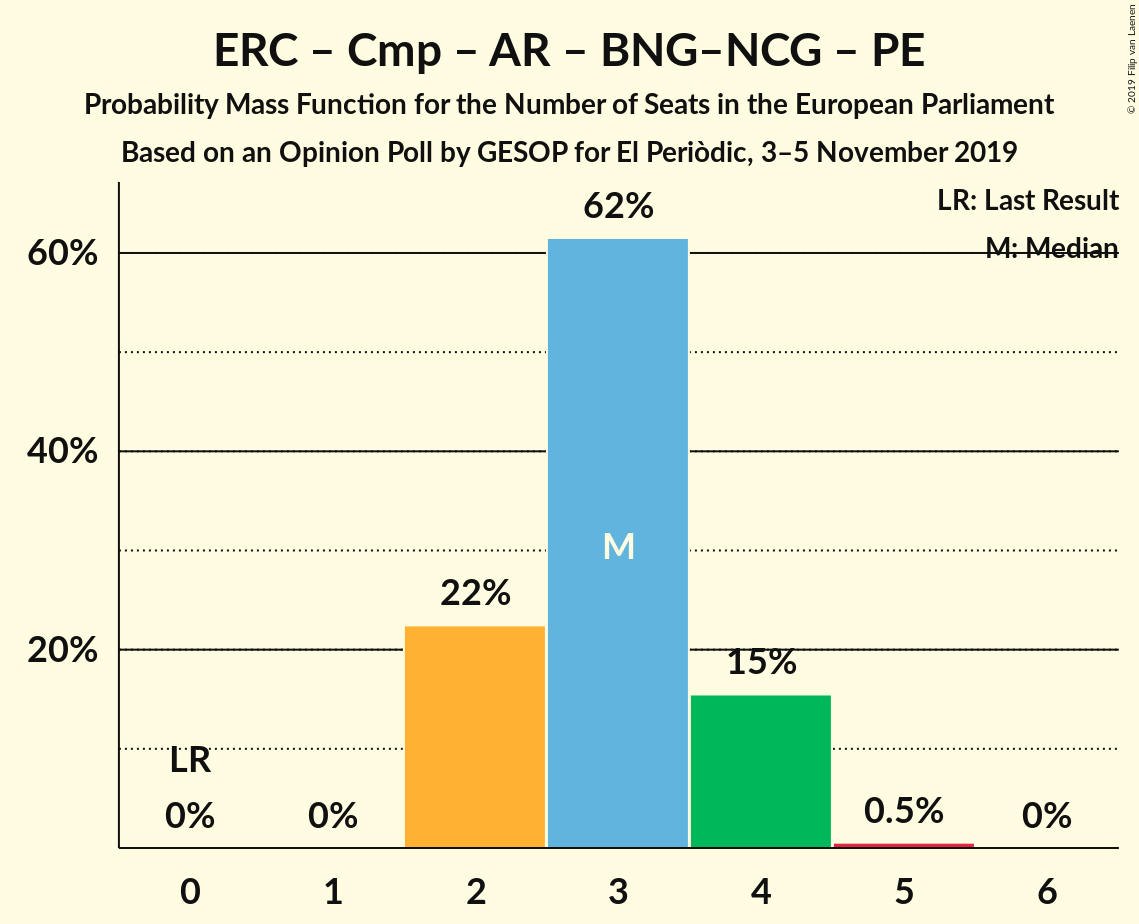 ERC – Cmp – AR – BNG–NCG – PE
Probability Mass Function for the Number of Seats in the European Parliament
Based on an Opinion Poll by GESOP for El Periòdic, 3–5 November 2019
© 2019 Filip van Laenen
LR: Last Result
M: Median
60%
40%
20%
62%
M
22%
15%
LR
0%
0%
0.5%
0%
0
1
2
3
4
5
6